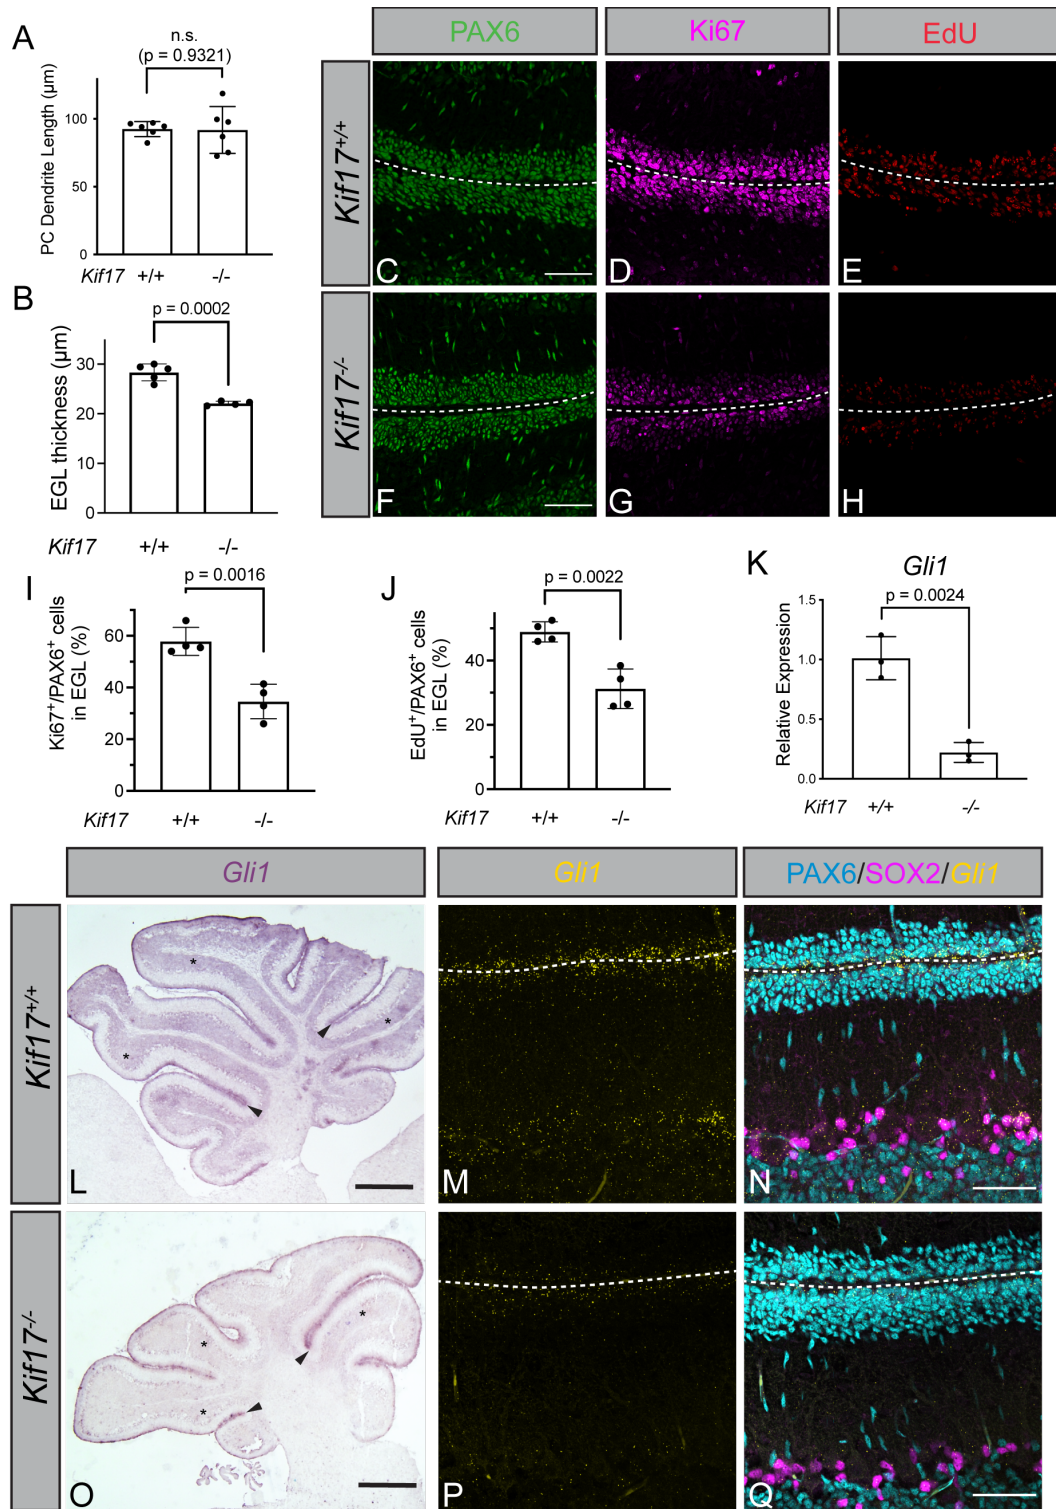 A
n.s.
(p = 0.9321)
PC Dendrite Length (µm)
100
50
0
Kif17 +/+ -/-
B
p = 0.0002
EGL thickness (µm)
30
20
10
0
Kif17 +/+ -/-
PAX6 Ki67 EdU
Kif17+/+
C D E
Kif17-/-
F G H
I
p = 0.0016
Ki67+/PAX6+ cells
in EGL (%)
60
40
20
0
Kif17 +/+ -/-
J
p = 0.0022
EdU+/PAX6+ cells
in EGL (%)
60
40
20
0
Kif17 +/+ -/-
K
Gli1
p = 0.0024
Relative Expression
1.5
1.0
0.5
0.0
Kif17 +/+ -/-
Gli1 Gli1 PAX6/SOX2/Gli1
Kif17+/+
* * *
L M N
Kif17-/-
* * *
O P Q